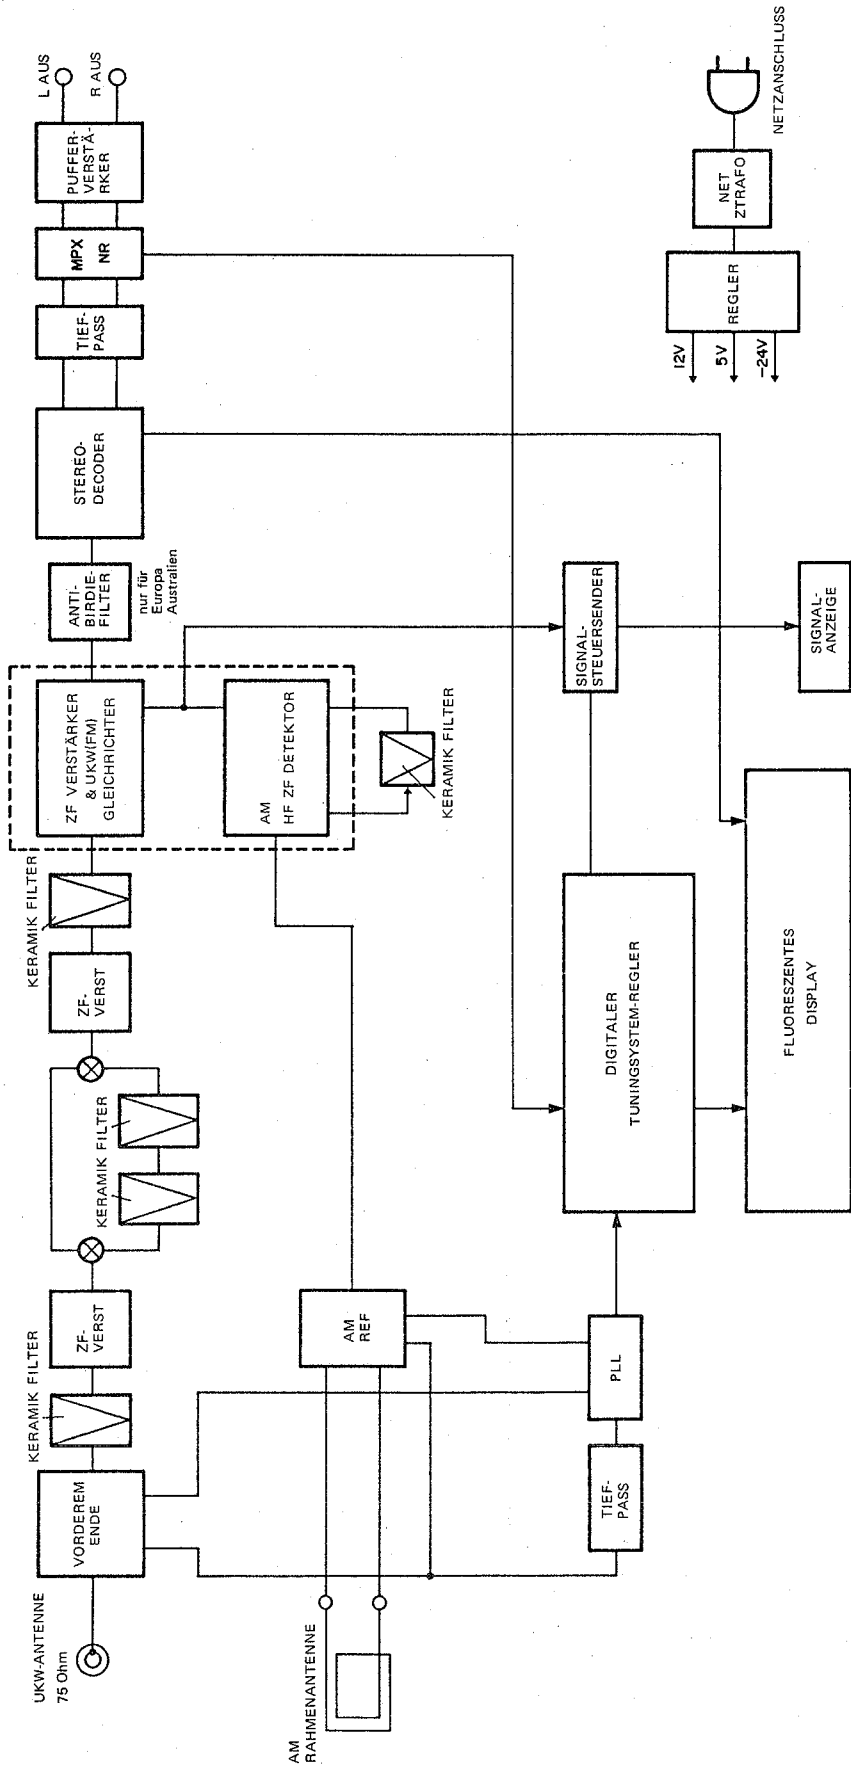 UKW-ANTENNE
75 Ohm
VORDEREM
ENDE
KERAMIK FILTER
ZF-
VERST
KERAMIK FILTER
ZF-
VERST
KERAMIK FILTER
ZF VERSTÄRKER
& UKW(FM)
GLEICHRICHTER
ANTI-
BIRDIE-
FILTER
nur für
Europa
Australien
STEREO-
DECODER
TIEF-
PASS
MPX
NR
PUFFER-
VERSTÄ-
RKER
L AUS
R AUS
AM
RAHMENANTENNE
AM
REF
AM
HF ZF DETEKTOR
KERAMIK FILTER
TIEF-
PASS
PLL
DIGITALER
TUNINGSYSTEM-REGLER
SIGNAL-
STEUERSENDER
FLUORESZENTES
DISPLAY
SIGNAL-
ANZEIGE
12V
5V
-24V
REGLER
NET
ZTRAFO
NETZANSCHLUSS